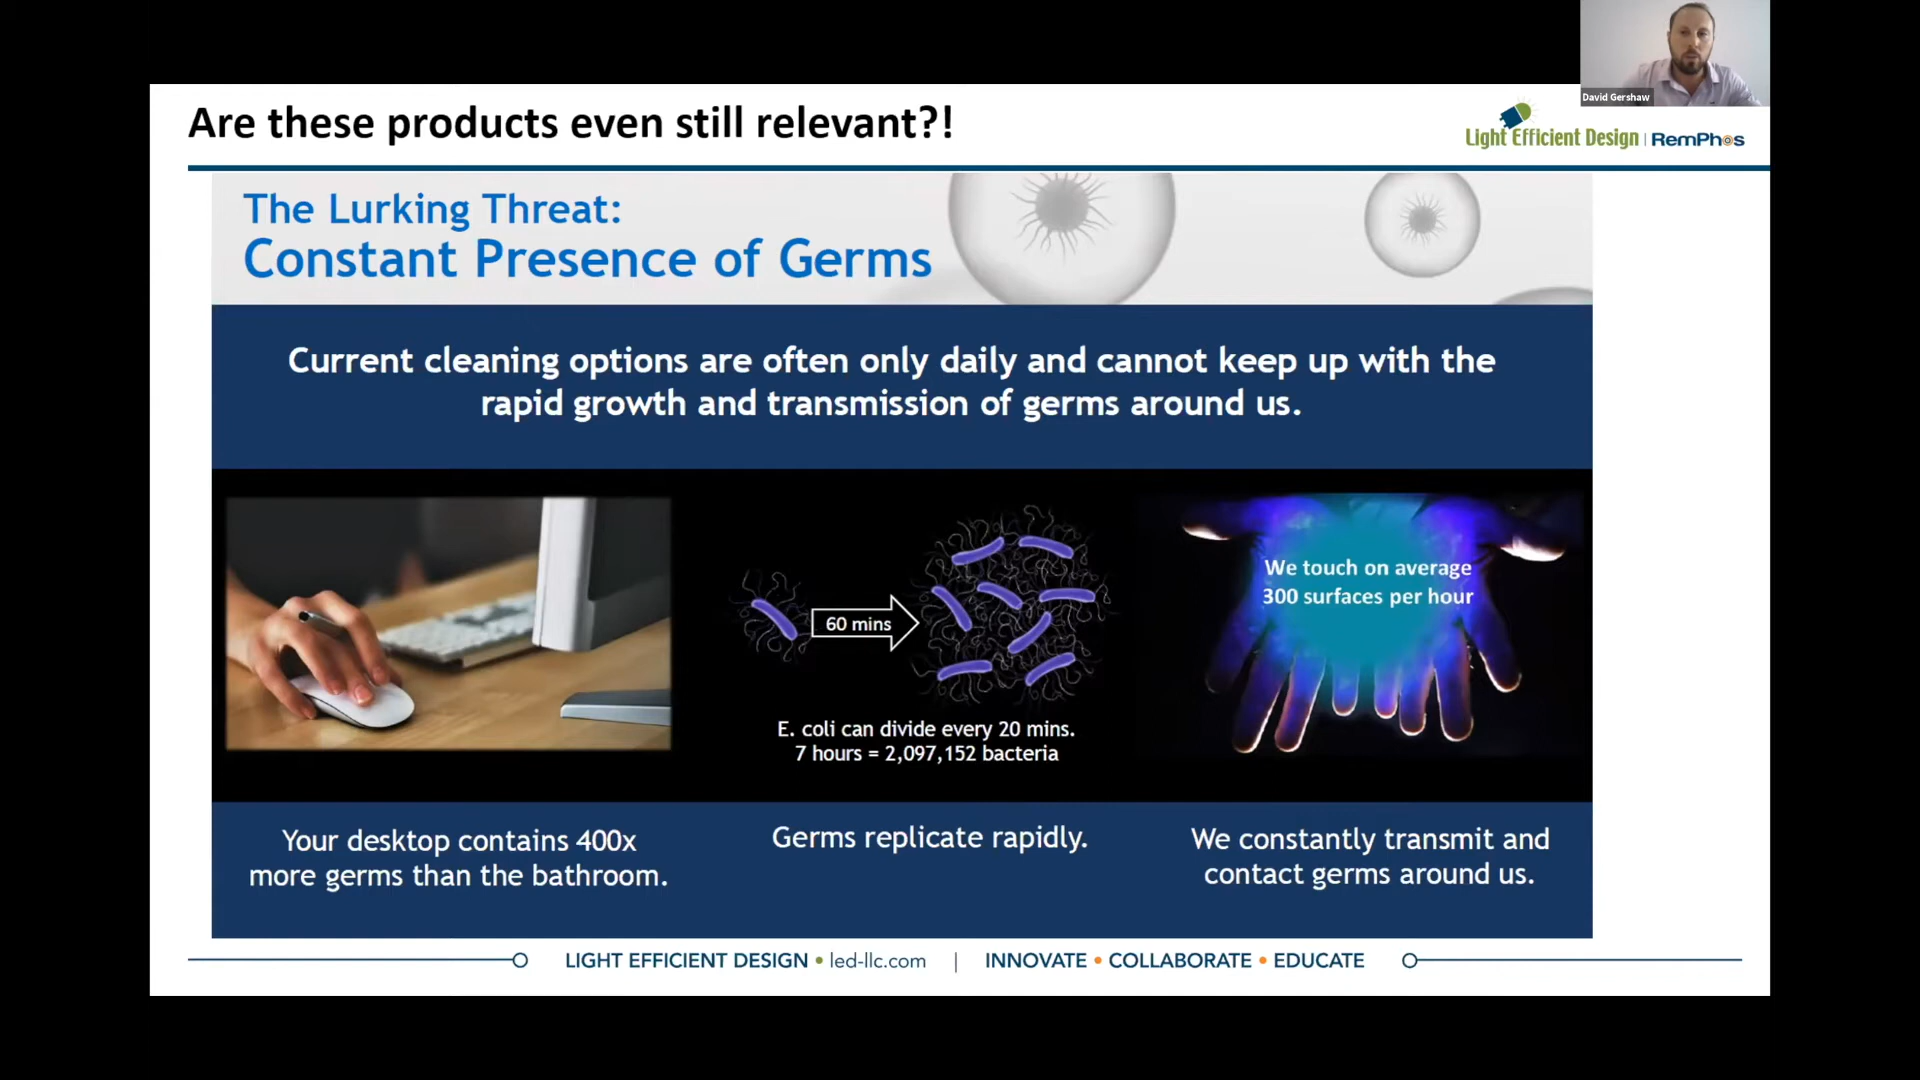 David Gershaw
Are these products even still relevant?!
Light Efficient Design | RemPhos
The Lurking Threat:
Constant Presence of Germs
Current cleaning options are often only daily and cannot keep up with the
rapid growth and transmission of germs around us.
60 mins
E. coli can divide every 20 mins.
7 hours = 2,097,152 bacteria
We touch on average
300 surfaces per hour
Your desktop contains 400x
more germs than the bathroom.
Germs replicate rapidly.
We constantly transmit and
contact germs around us.
LIGHT EFFICIENT DESIGN • led-llc.com | INNOVATE • COLLABORATE • EDUCATE